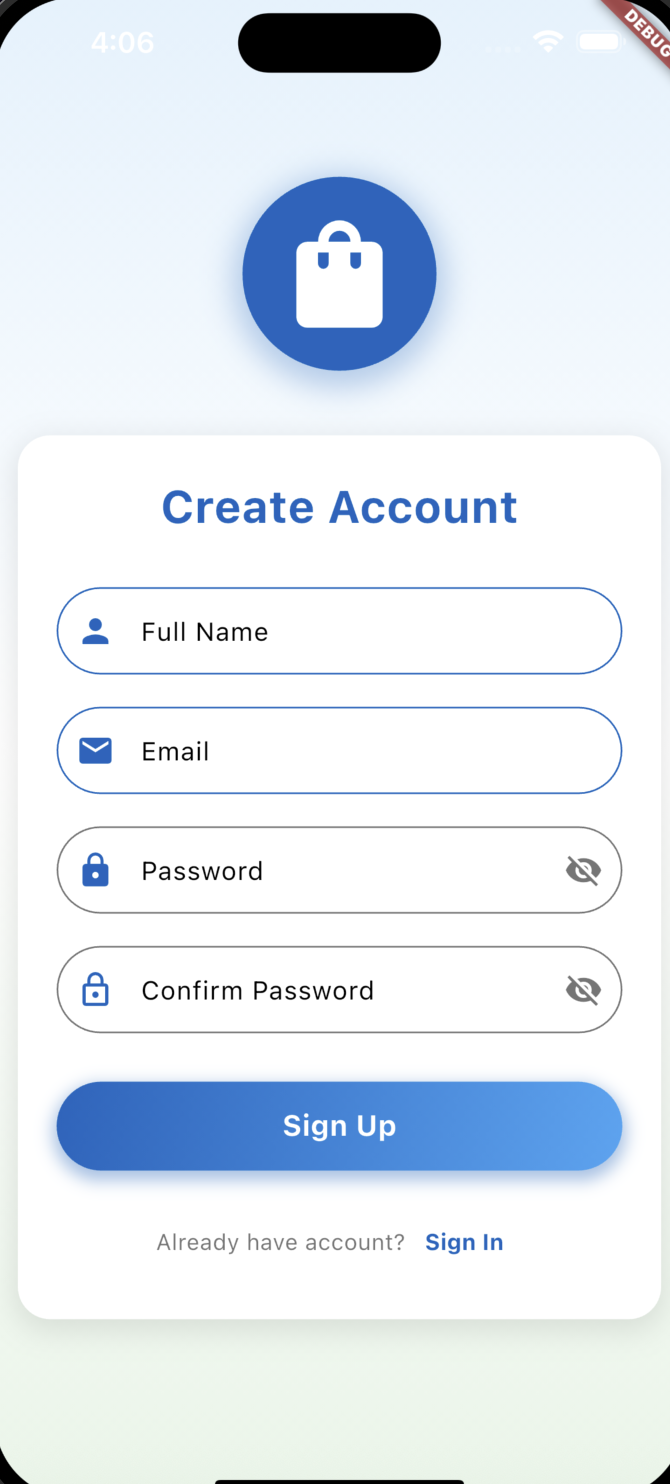 4:06
DEBUG
Create Account
Full Name
Email
Password
Confirm Password
Sign Up
Already have account? Sign In